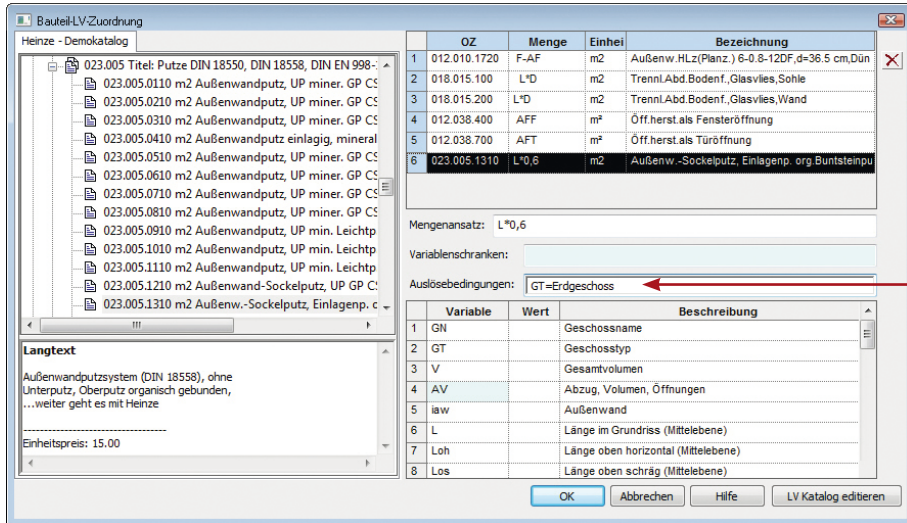 Bauteil-LV-Zuordnung
Heinze - Demokatalog
023.005 Titel: Putze DIN 18550, DIN 18558, DIN EN 998-
023.005.0110 m2 Außenwandputz, UP miner. GP CS
023.005.0210 m2 Außenwandputz, UP miner. GP CS
023.005.0310 m2 Außenwandputz, UP miner. GP CS
023.005.0410 m2 Außenwandputz einlagig, mineral
023.005.0510 m2 Außenwandputz, UP miner. GP CS
023.005.0610 m2 Außenwandputz, UP miner. GP CS
023.005.0710 m2 Außenwandputz, UP miner. GP CS
023.005.0810 m2 Außenwandputz, UP miner. GP CS
023.005.0910 m2 Außenwandputz, UP min. Leichtp
023.005.1010 m2 Außenwandputz, UP min. Leichtp
023.005.1110 m2 Außenwandputz, UP min. Leichtp
023.005.1210 m2 Außenwand-Sockelputz, UP GP C
023.005.1310 m2 Außenw.-Sockelputz, Einlagenp. c
Langtext
Außenwandputzsystem (DIN 18558), ohne
Unterputz, Oberputz organisch gebunden,
...weiter geht es mit Heinze
------------------------------------
Einheitspreis: 15.00
OZ Menge Einhei Bezeichnung
1 012.010.1720 F-AF m2 Außenw.HLz(Planz.) 6-0.8-12DF,d=36.5 cm,Dün
2 018.015.100 L*D m2 Trennl.Abd.Bodenf.,Glasvlies,Sohle
3 018.015.200 L*D m2 Trennl.Abd.Bodenf.,Glasvlies,Wand
4 012.038.400 AFF m² Öff.herst.als Fensteröffnung
5 012.038.700 AFT m² Öff.herst.als Türöffnung
6 023.005.1310 L*0,6 m2 Außenw.-Sockelputz, Einlagenp. org.Buntsteinpu
Mengenansatz: L*0,6
Variablenschranken:
Auslösebedingungen: GT=Erdgeschoss
Variable Wert Beschreibung
1 GN Geschossname
2 GT Geschosstyp
3 V Gesamtvolumen
4 AV Abzug, Volumen, Öffnungen
5 iaw Außenwand
6 L Länge im Grundriss (Mittelebene)
7 Loh Länge oben horizontal (Mittelebene)
8 Los Länge oben schräg (Mittelebene)
OK Abbrechen Hilfe LV Katalog editieren